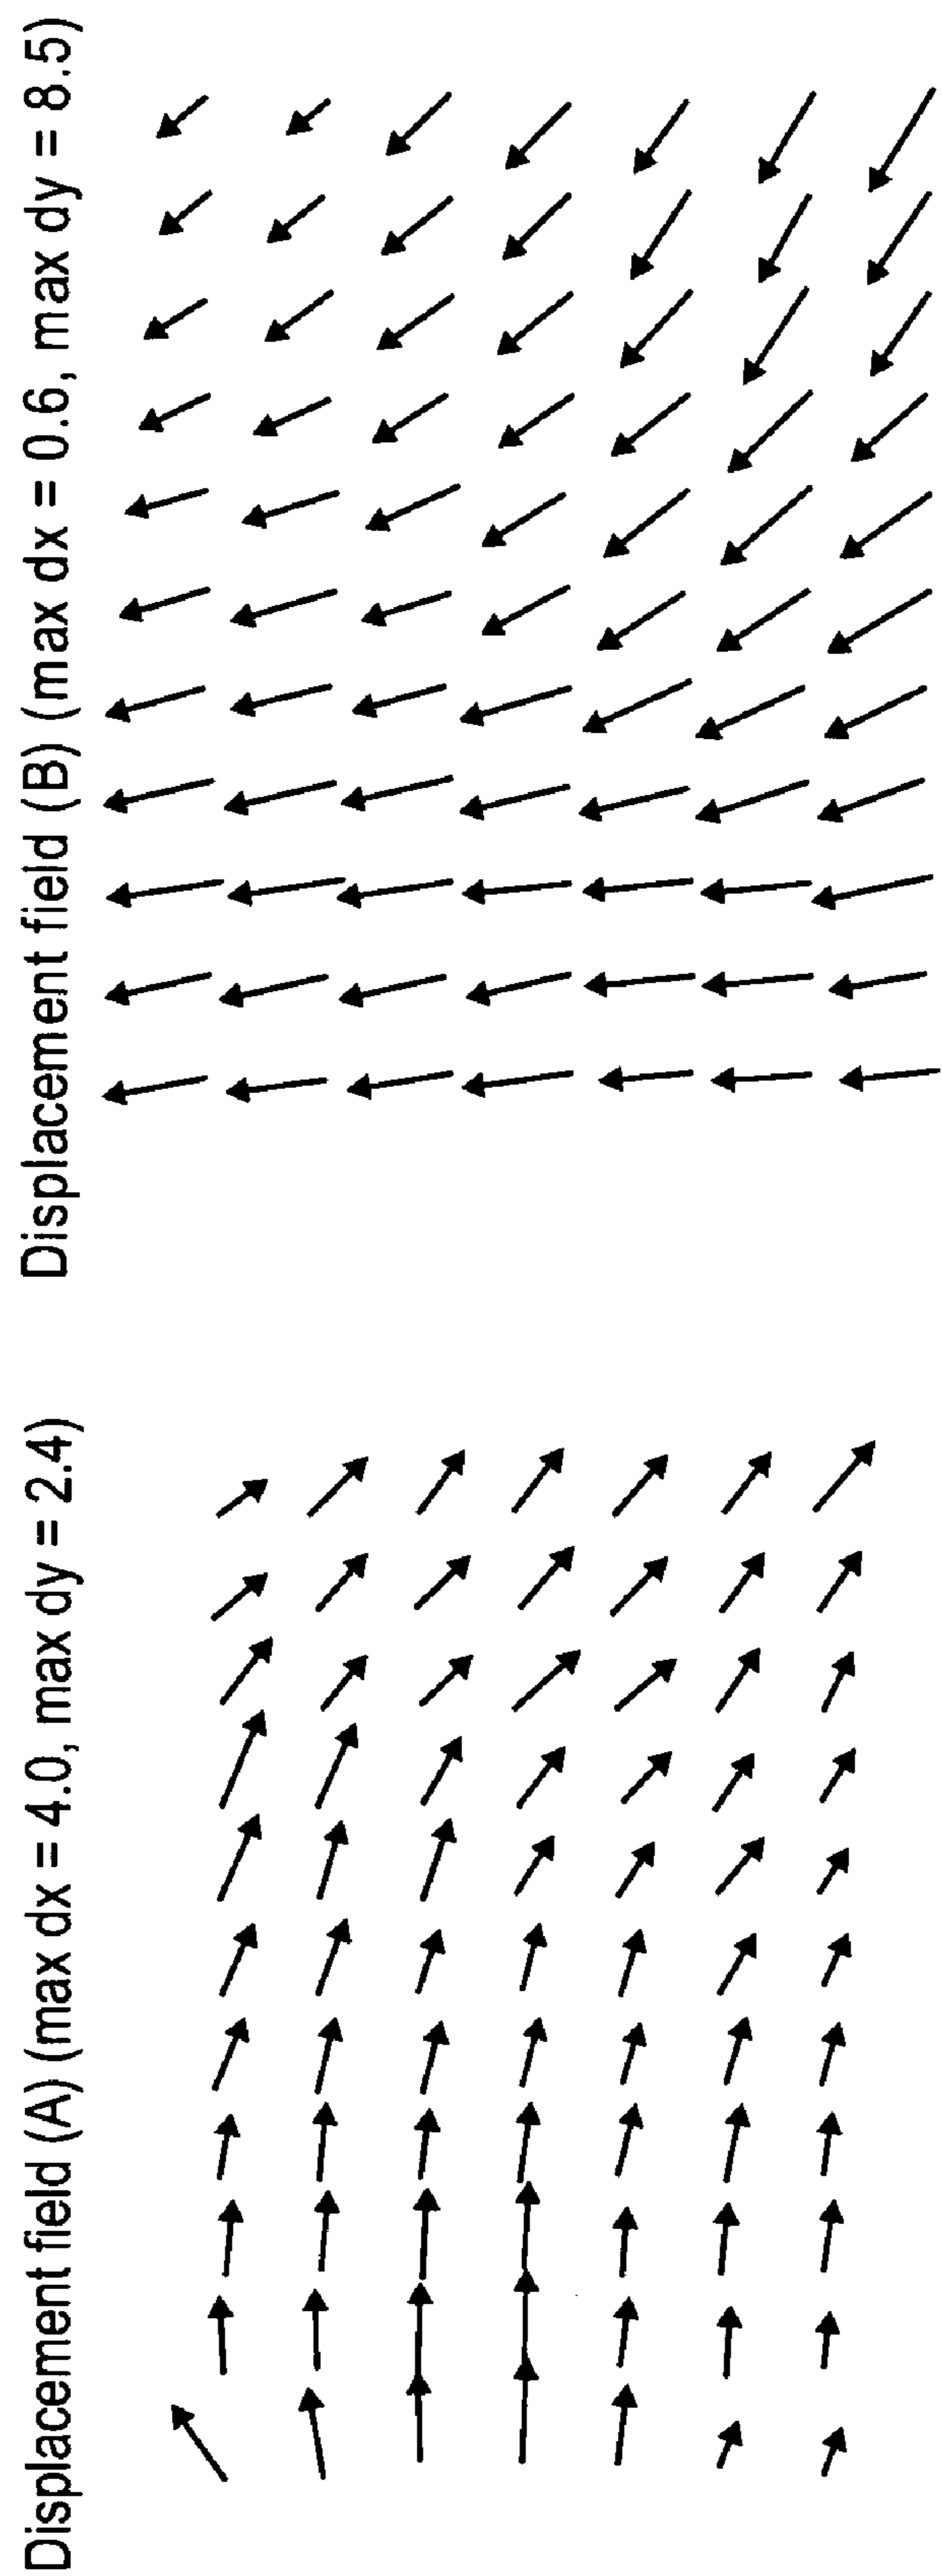 Displacement field (A) (max dx = 4.0, max dy = 2.4)
Displacement field (B) (max dx = 0.6, max dy = 8.5)